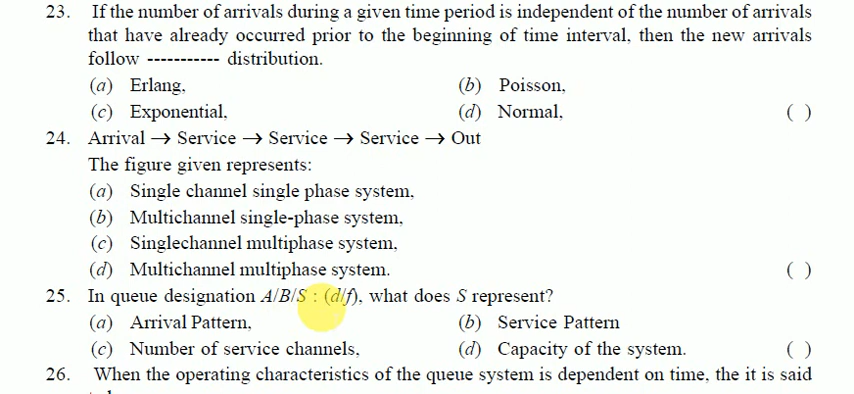 23. If the number of arrivals during a given time period is independent of the number of arrivals
that have already occurred prior to the beginning of time interval, then the new arrivals
follow ----------- distribution.
(a) Erlang, (b) Poisson,
(c) Exponential, (d) Normal, ( )
24. Arrival → Service → Service → Service → Out
The figure given represents:
(a) Single channel single phase system,
(b) Multichannel single-phase system,
(c) Singlechannel multiphase system,
(d) Multichannel multiphase system. ( )
25. In queue designation A/B/S : (d/f), what does S represent?
(a) Arrival Pattern, (b) Service Pattern
(c) Number of service channels, (d) Capacity of the system. ( )
26. When the operating characteristics of the queue system is dependent on time, the it is said